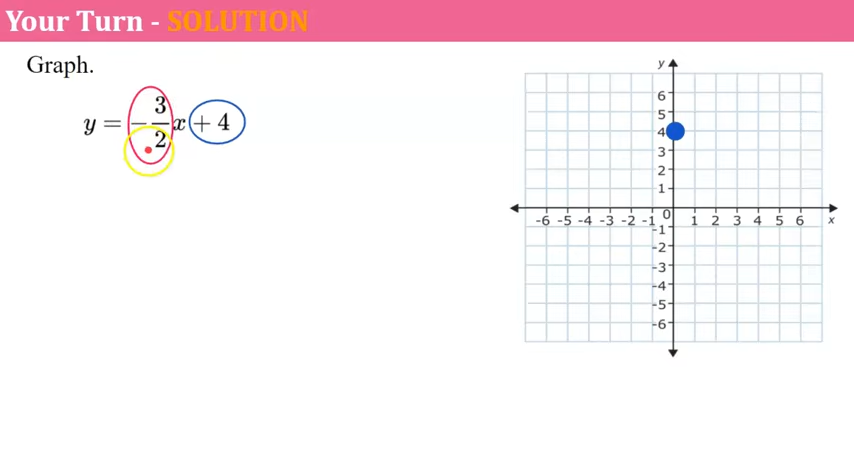 Your Turn - SOLUTION
Graph.
y = -3/2 x + 4
y
6
5
4
3
2
1
0
-6 -5 -4 -3 -2 -1 1 2 3 4 5 6 x
-1
-2
-3
-4
-5
-6